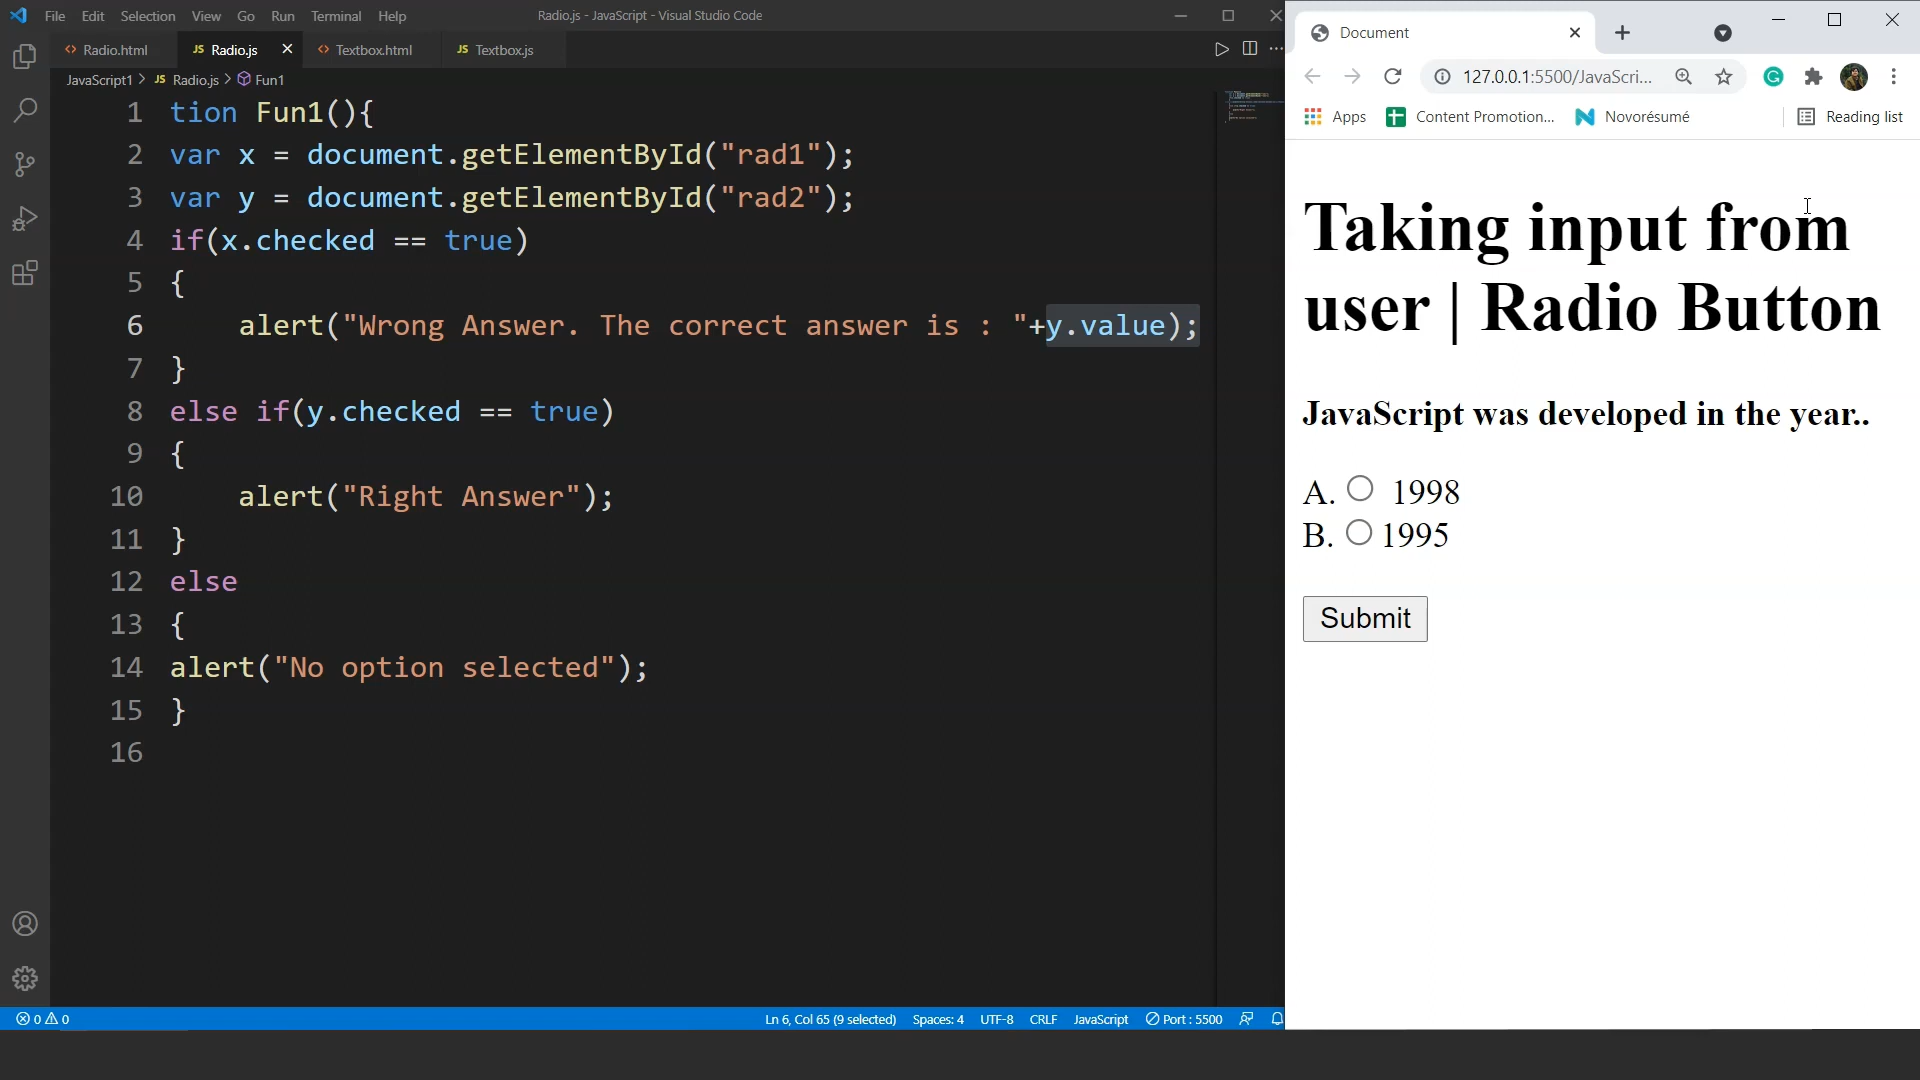 File Edit Selection View Go Run Terminal Help
Radio.js - JavaScript - Visual Studio Code
Radio.html JS Radio.js Textbox.html JS Textbox.js
JavaScript1 > JS Radio.js > Fun1
1 tion Fun1(){
2 var x = document.getElementById("rad1");
3 var y = document.getElementById("rad2");
4 if(x.checked == true)
5 {
6 alert("Wrong Answer. The correct answer is : "+y.value);
7 }
8 else if(y.checked == true)
9 {
10 alert("Right Answer");
11 }
12 else
13 {
14 alert("No option selected");
15 }
16
0 0 Ln 6, Col 65 (9 selected) Spaces: 4 UTF-8 CRLF JavaScript Port : 5500
Document
127.0.0.1:5500/JavaScri...
Apps Content Promotion... Novorésumé Reading list
Taking input from
user | Radio Button
JavaScript was developed in the year..
A. 1998
B. 1995
Submit